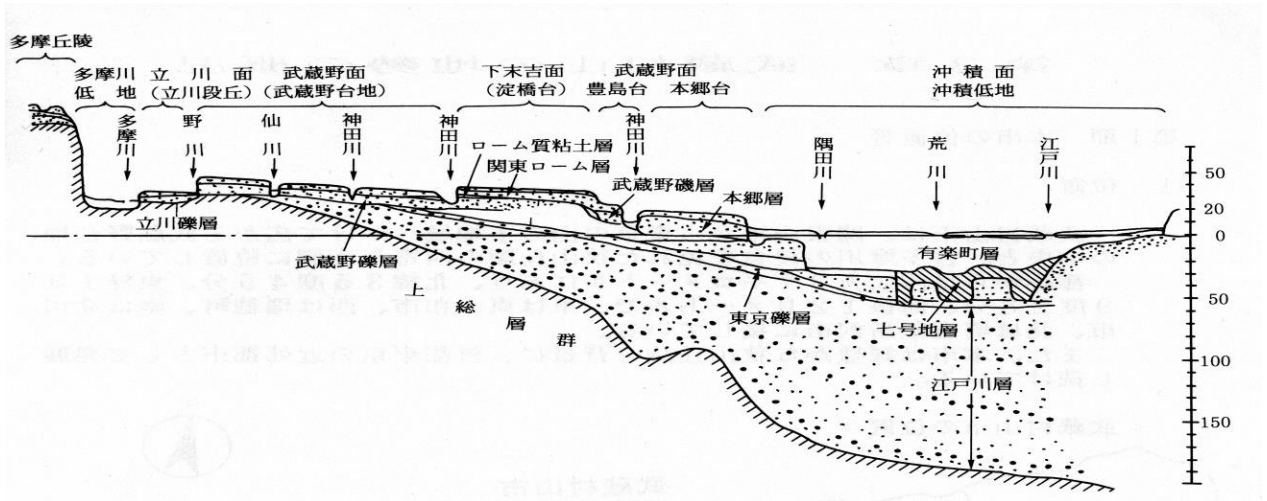 多摩丘陵
多摩川低地
立川面(立川段丘)
武蔵野面(武蔵野台地)
下末吉面(淀橋台)
武蔵野面
豊島台
本郷台
沖積面
沖積低地
多摩川
野川
仙川
神田川
神田川
神田川
隅田川
荒川
江戸川
ローム質粘土層
関東ローム層
武蔵野礫層
本郷層
立川礫層
武蔵野礫層
有楽町層
東京礫層
七号地層
上総層群
江戸川層
50
20
0
50
100
150